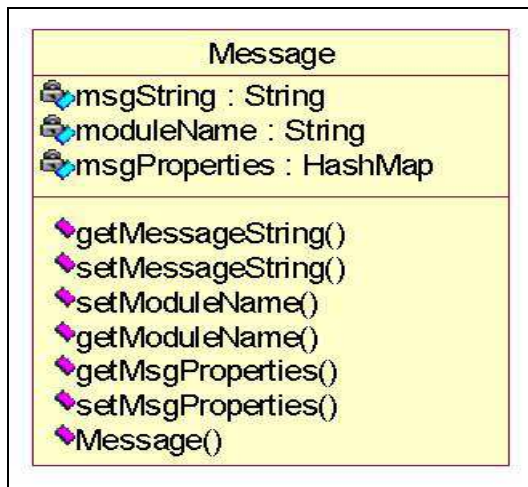 Message
msgString : String
moduleName : String
msgProperties : HashMap
getMessageString()
setMessageString()
setModuleName()
getModuleName()
getMsgProperties()
setMsgProperties()
Message()